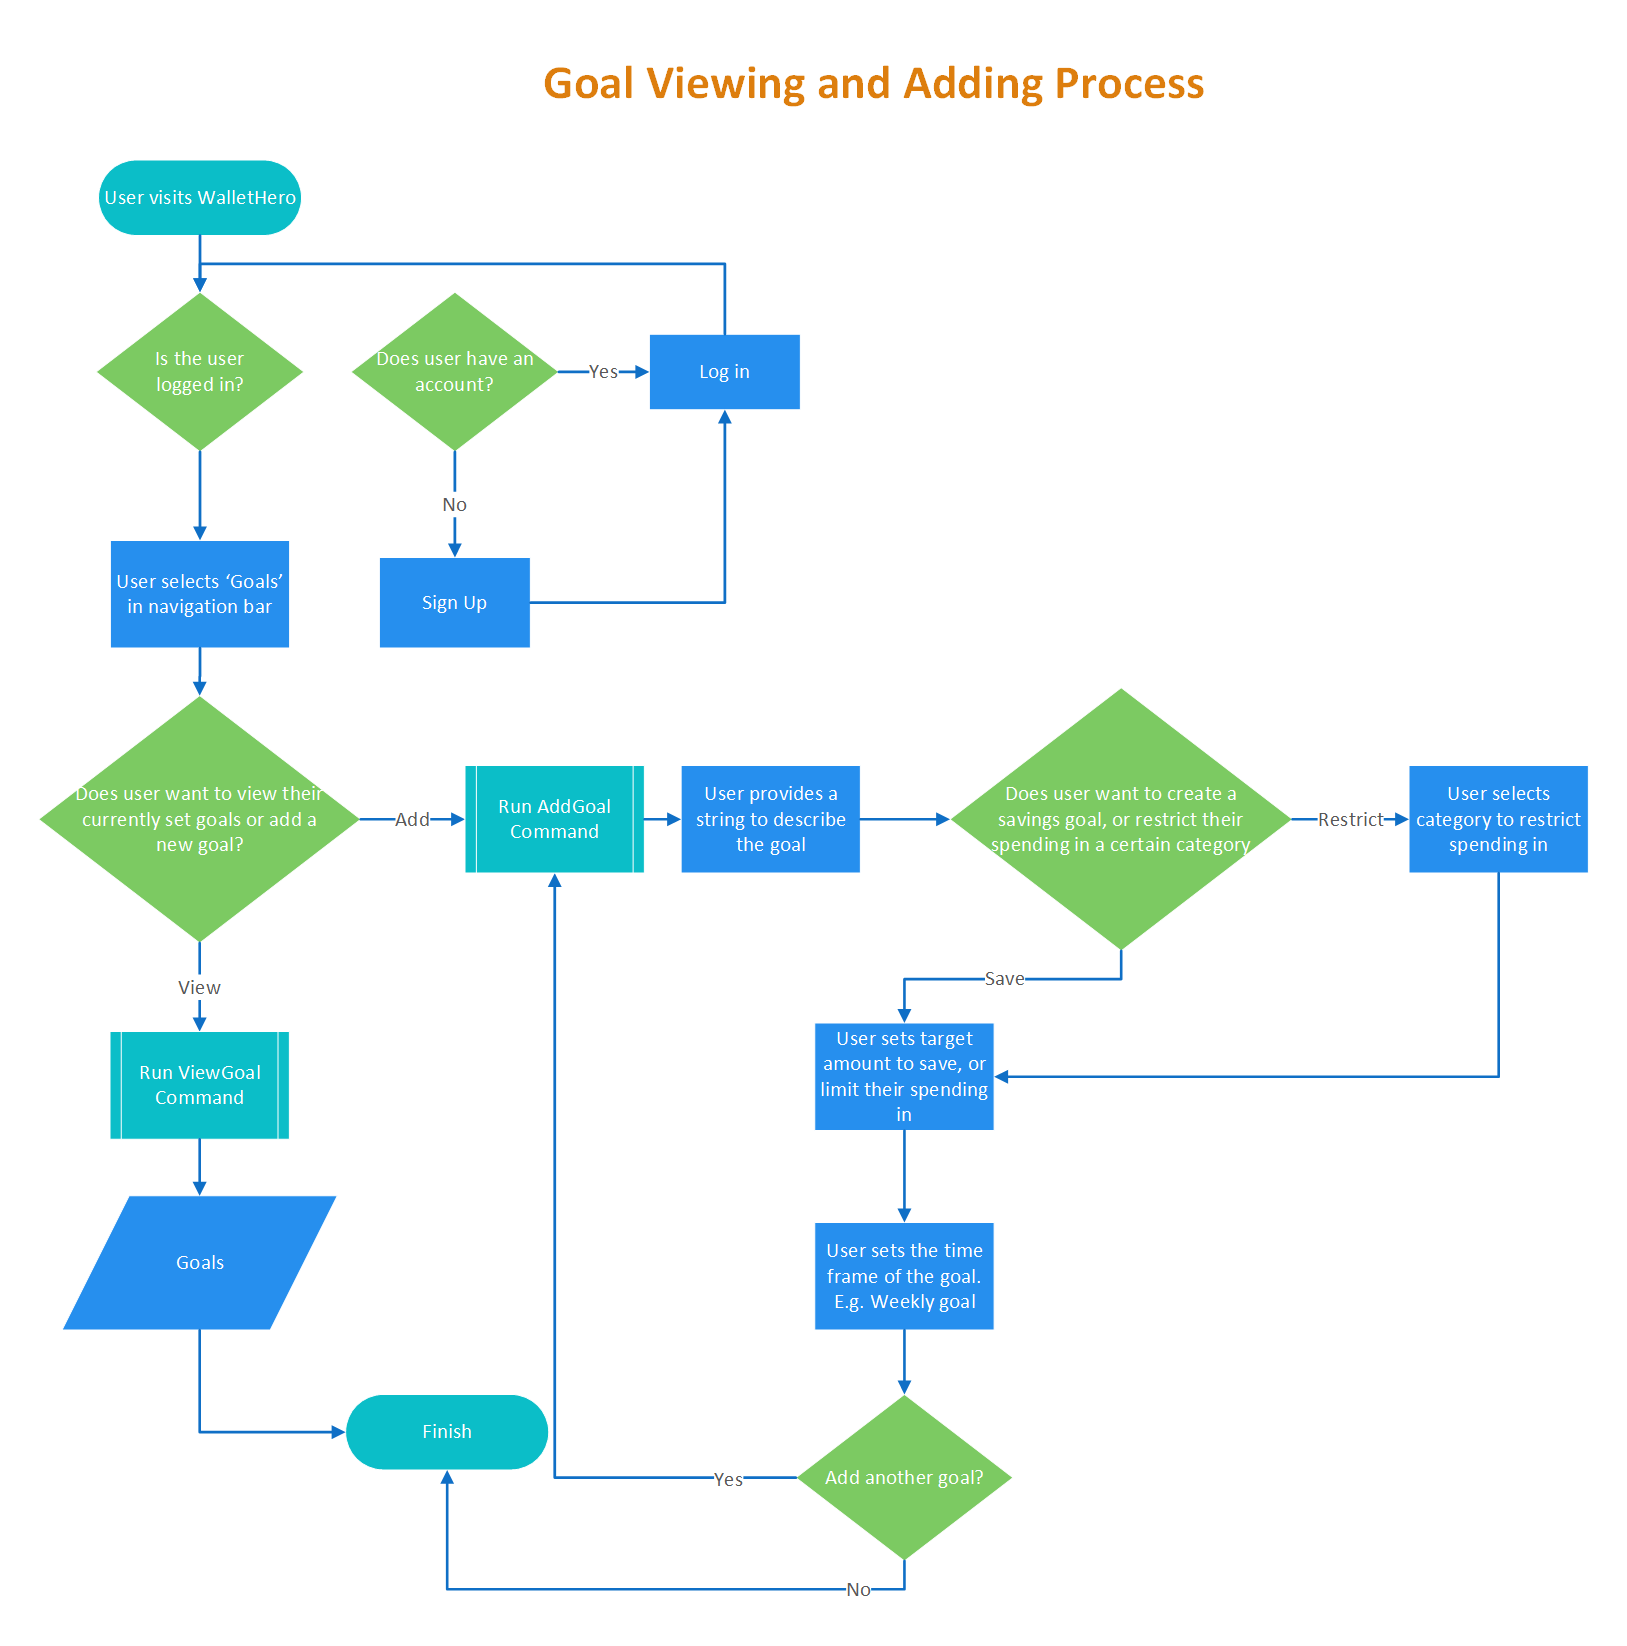 Goal Viewing and Adding Process
User visits WalletHero
Is the user
logged in?
Does user have an
account?
Yes
Log in
No
Sign Up
User selects ‘Goals’
in navigation bar
Does user want to view their
currently set goals or add a
new goal?
Add
Run AddGoal
Command
User provides a
string to describe
the goal
Does user want to create a
savings goal, or restrict their
spending in a certain category
Restrict
User selects
category to restrict
spending in
View
Save
Run ViewGoal
Command
User sets target
amount to save, or
limit their spending
in
Goals
User sets the time
frame of the goal.
E.g. Weekly goal
Finish
Add another goal?
Yes
No